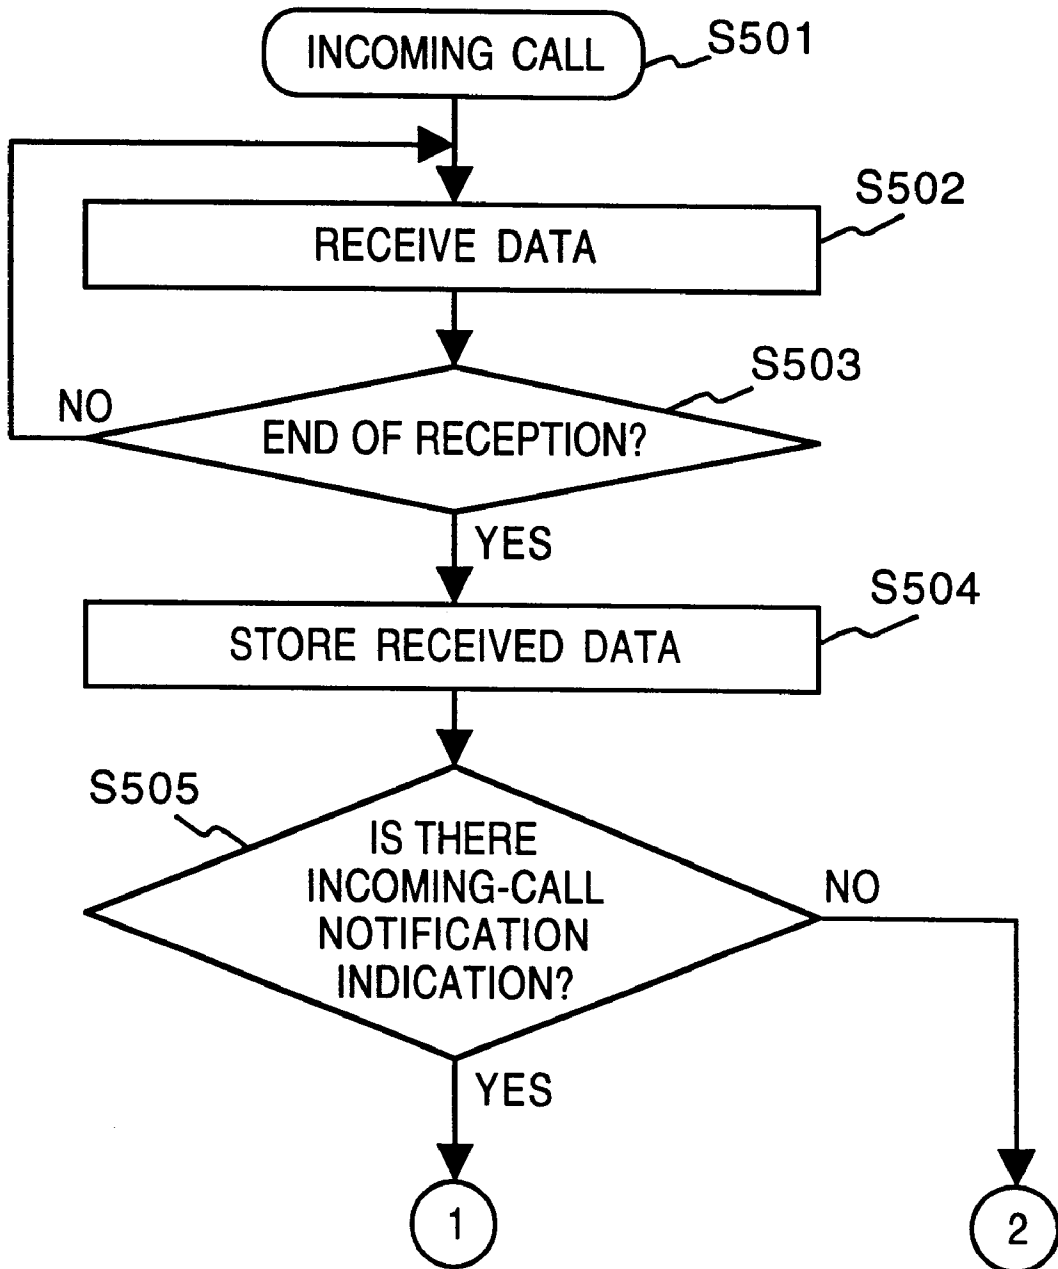 INCOMING CALL
S501
S502
RECEIVE DATA
S503
NO
END OF RECEPTION?
YES
S504
STORE RECEIVED DATA
S505
IS THERE
INCOMING-CALL
NOTIFICATION
INDICATION?
NO
YES
1
2